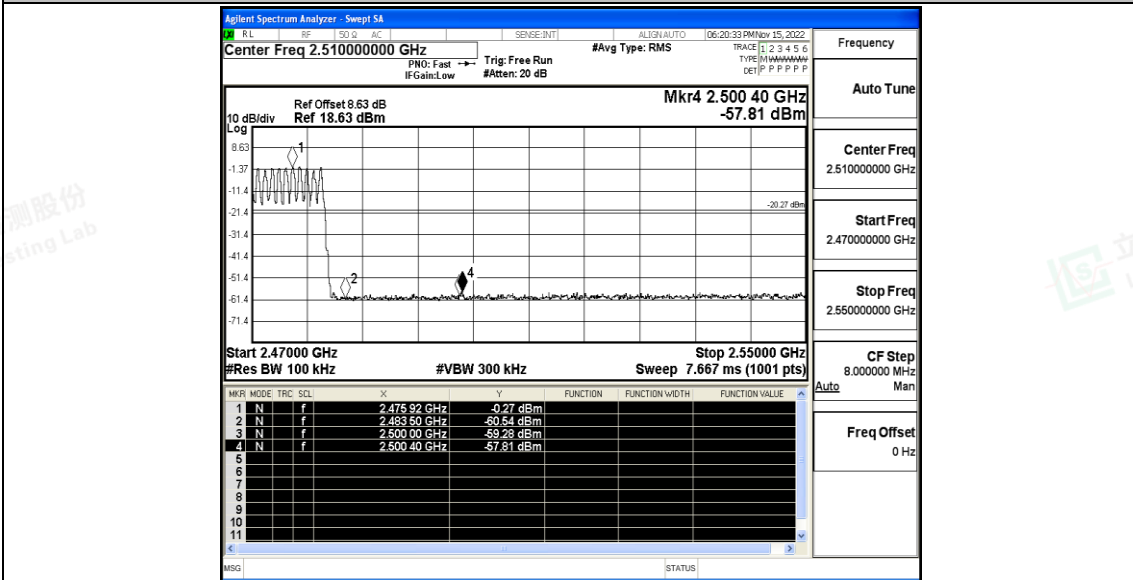 Agilent Spectrum Analyzer - Swept SA
RL RF 50 Ω AC SENSE:INT ALIGN AUTO 06:20:33 PM Nov 15, 2022
Center Freq 2.510000000 GHz
PNO: Fast
IFGain:Low
Trig: Free Run
#Atten: 20 dB
#Avg Type: RMS
TRACE 1 2 3 4 5 6
TYPE M
DET P P P P P P
Ref Offset 8.63 dB
10 dB/div Ref 18.63 dBm
Log
Mkr4 2.500 40 GHz
-57.81 dBm
8.63
-1.37
-11.4
-21.4
-31.4
-41.4
-51.4
-61.4
-71.4
1
2
4
-20.27 dBm
Start 2.47000 GHz Stop 2.55000 GHz
#Res BW 100 kHz #VBW 300 kHz Sweep 7.667 ms (1001 pts)
MKR MODE TRC SCL X Y FUNCTION FUNCTION WIDTH FUNCTION VALUE
1 N f 2.475 92 GHz -0.27 dBm
2 N f 2.483 50 GHz -60.54 dBm
3 N f 2.500 00 GHz -59.28 dBm
4 N f 2.500 40 GHz -57.81 dBm
5
6
7
8
9
10
11
MSG STATUS
Frequency
Auto Tune
Center Freq
2.510000000 GHz
Start Freq
2.470000000 GHz
Stop Freq
2.550000000 GHz
CF Step
8.000000 MHz
Auto Man
Freq Offset
0 Hz
测股份
sting Lab
立